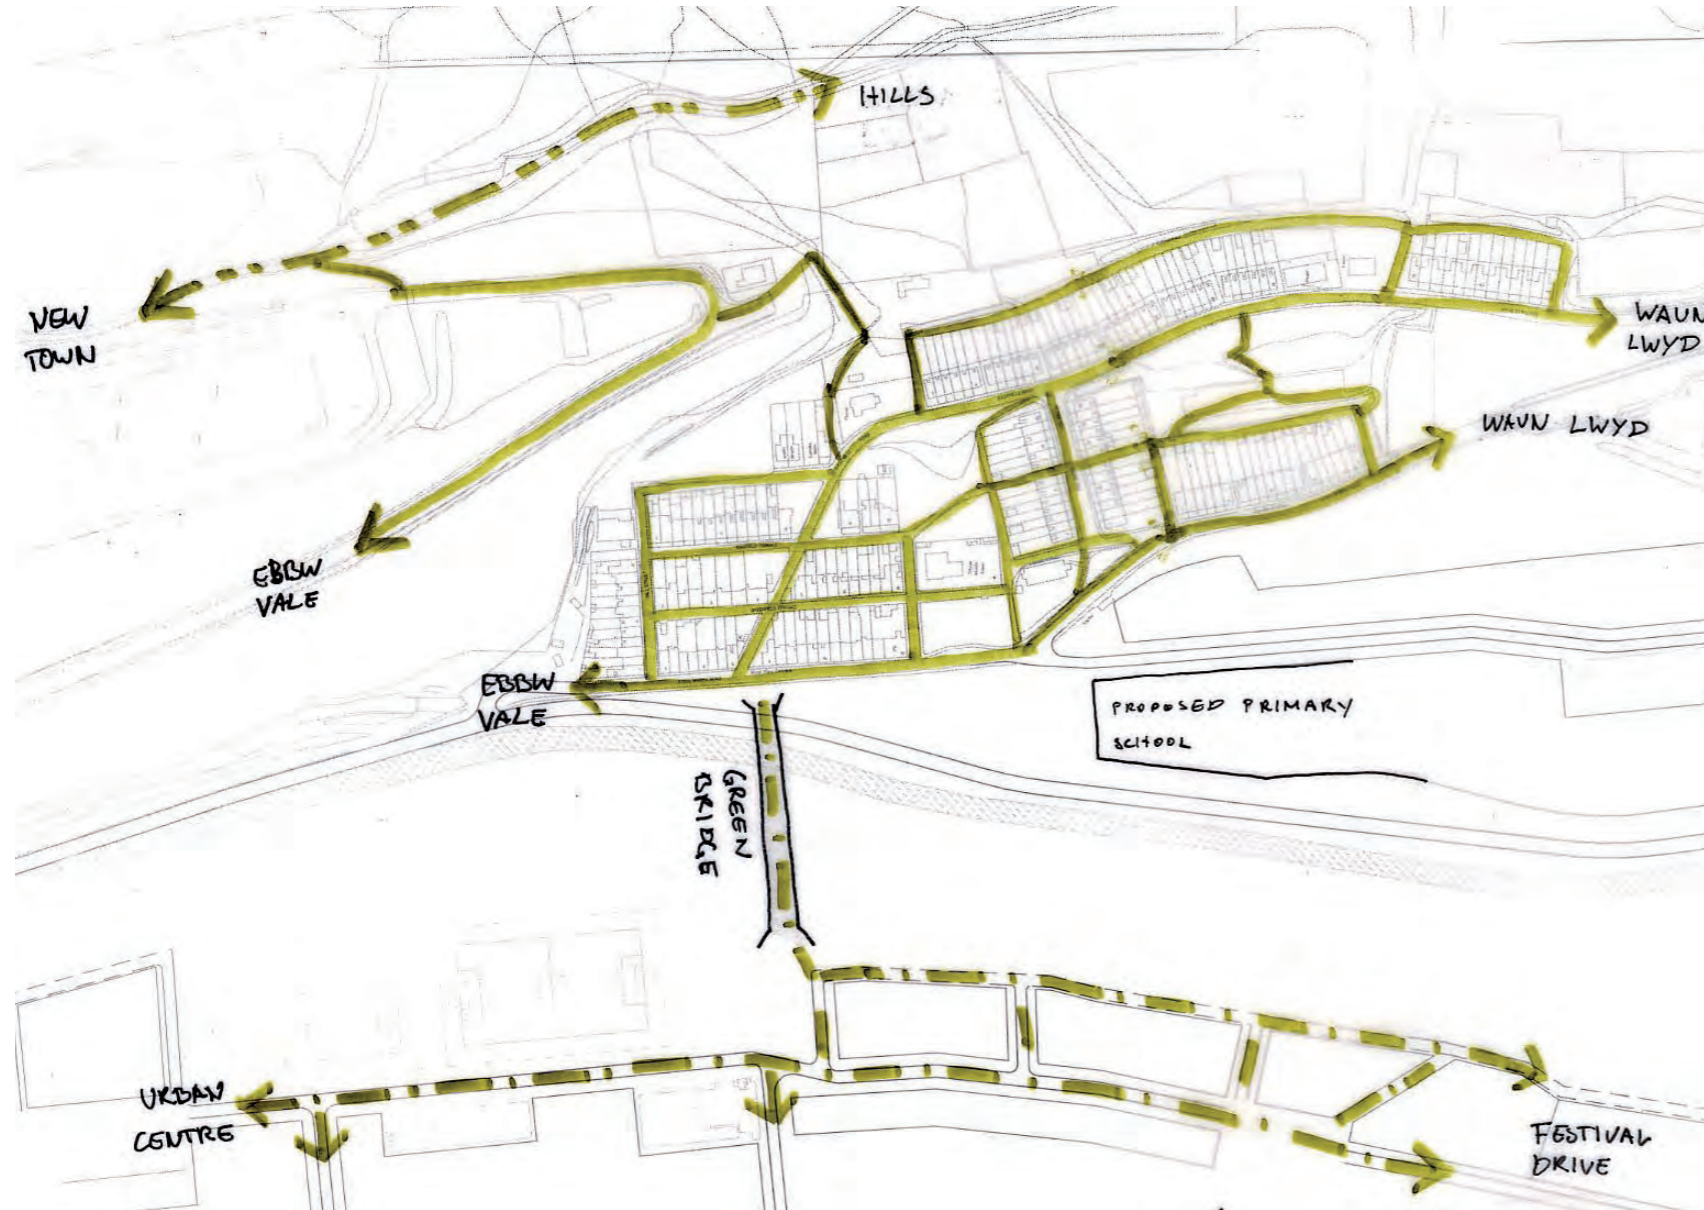 HILLS
NEW
TOWN
WAUN
LWYD
WAUN LWYD
EBBW
VALE
EBBW
VALE
PROPOSED PRIMARY
SCHOOL
GREEN
BRIDGE
URBAN
CENTRE
FESTIVAL
DRIVE